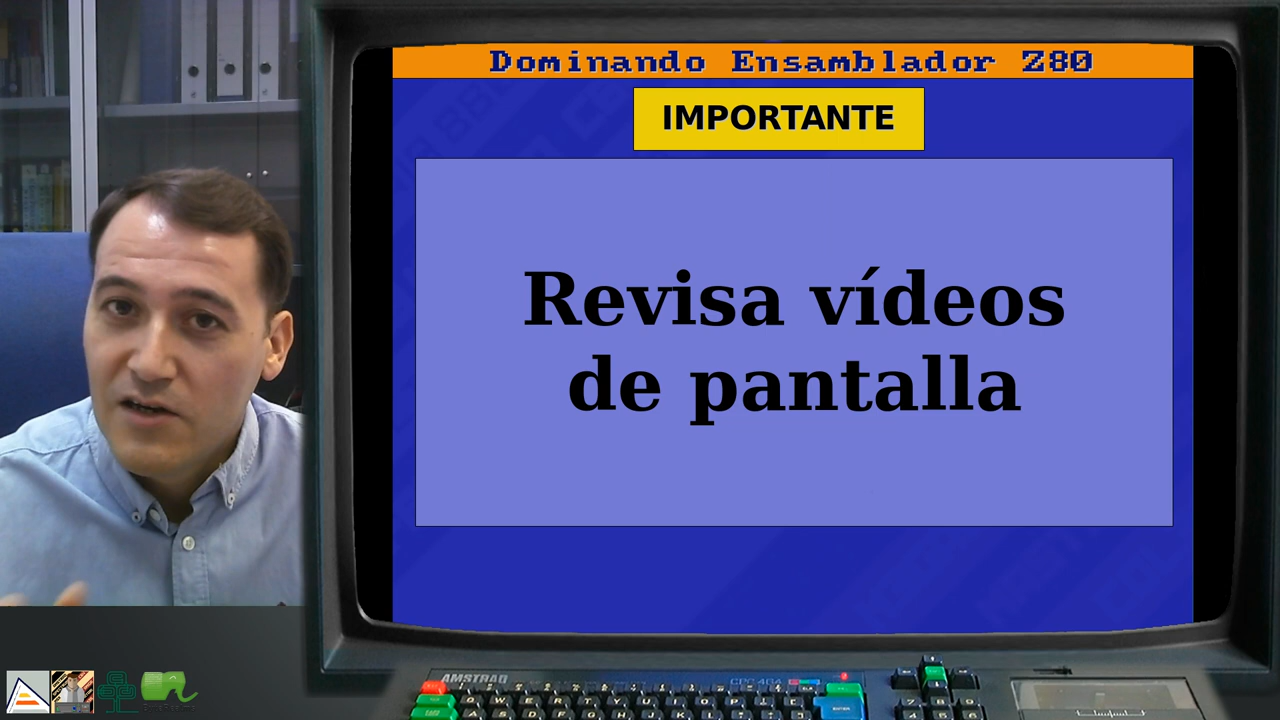 Dominando Ensamblador Z80
IMPORTANTE
Revisa vídeos
de pantalla
AMSTRAD
CPC 464